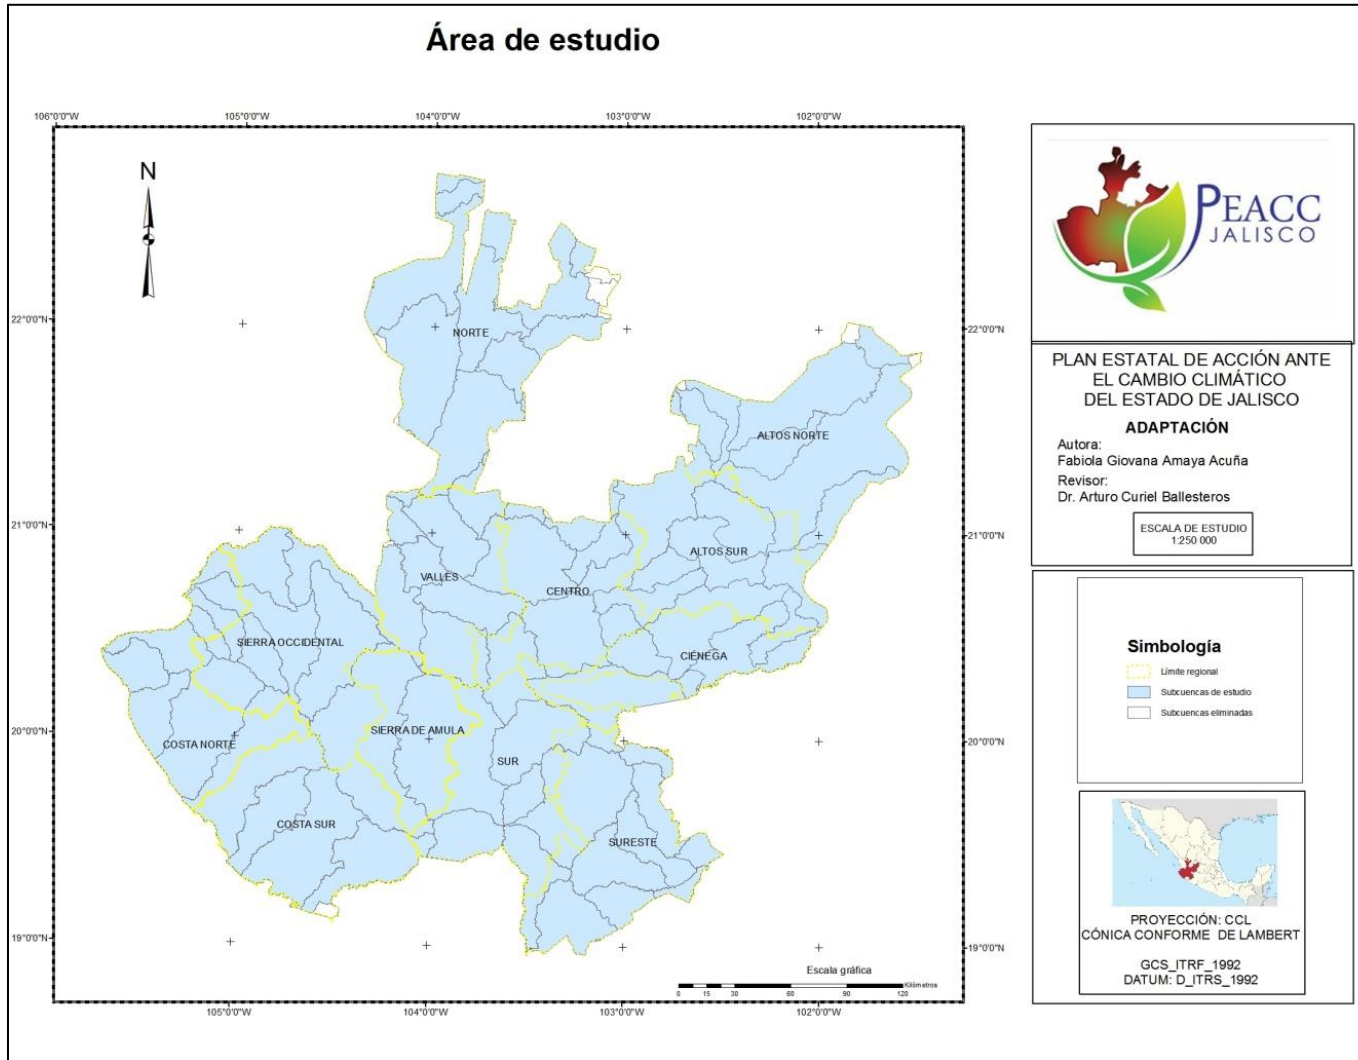 Área de estudio
106°0'0"W
105°0'0"W
104°0'0"W
103°0'0"W
102°0'0"W
N
22°0'0"N
22°0'0"N
21°0'0"N
21°0'0"N
20°0'0"N
20°0'0"N
19°0'0"N
19°0'0"N
NORTE
ALTOS NORTE
ALTOS SUR
VALLES
CENTRO
SIERRA OCCIDENTAL
CIÉNEGA
COSTA NORTE
SIERRA DE AMULA
SUR
COSTA SUR
SURESTE
Escala gráfica
0 15 30 60 90 120 Kilómetros
105°0'0"W
104°0'0"W
103°0'0"W
102°0'0"W
PEACC
JALISCO
PLAN ESTATAL DE ACCIÓN ANTE
EL CAMBIO CLIMÁTICO
DEL ESTADO DE JALISCO
ADAPTACIÓN
Autora:
Fabiola Giovana Amaya Acuña
Revisor:
Dr. Arturo Curiel Ballesteros
ESCALA DE ESTUDIO
1:250 000
Simbología
Límite regional
Subcuencas de estudio
Subcuencas eliminadas
PROYECCIÓN: CCL
CÓNICA CONFORME DE LAMBERT
GCS_ITRF_1992
DATUM: D_ITRS_1992